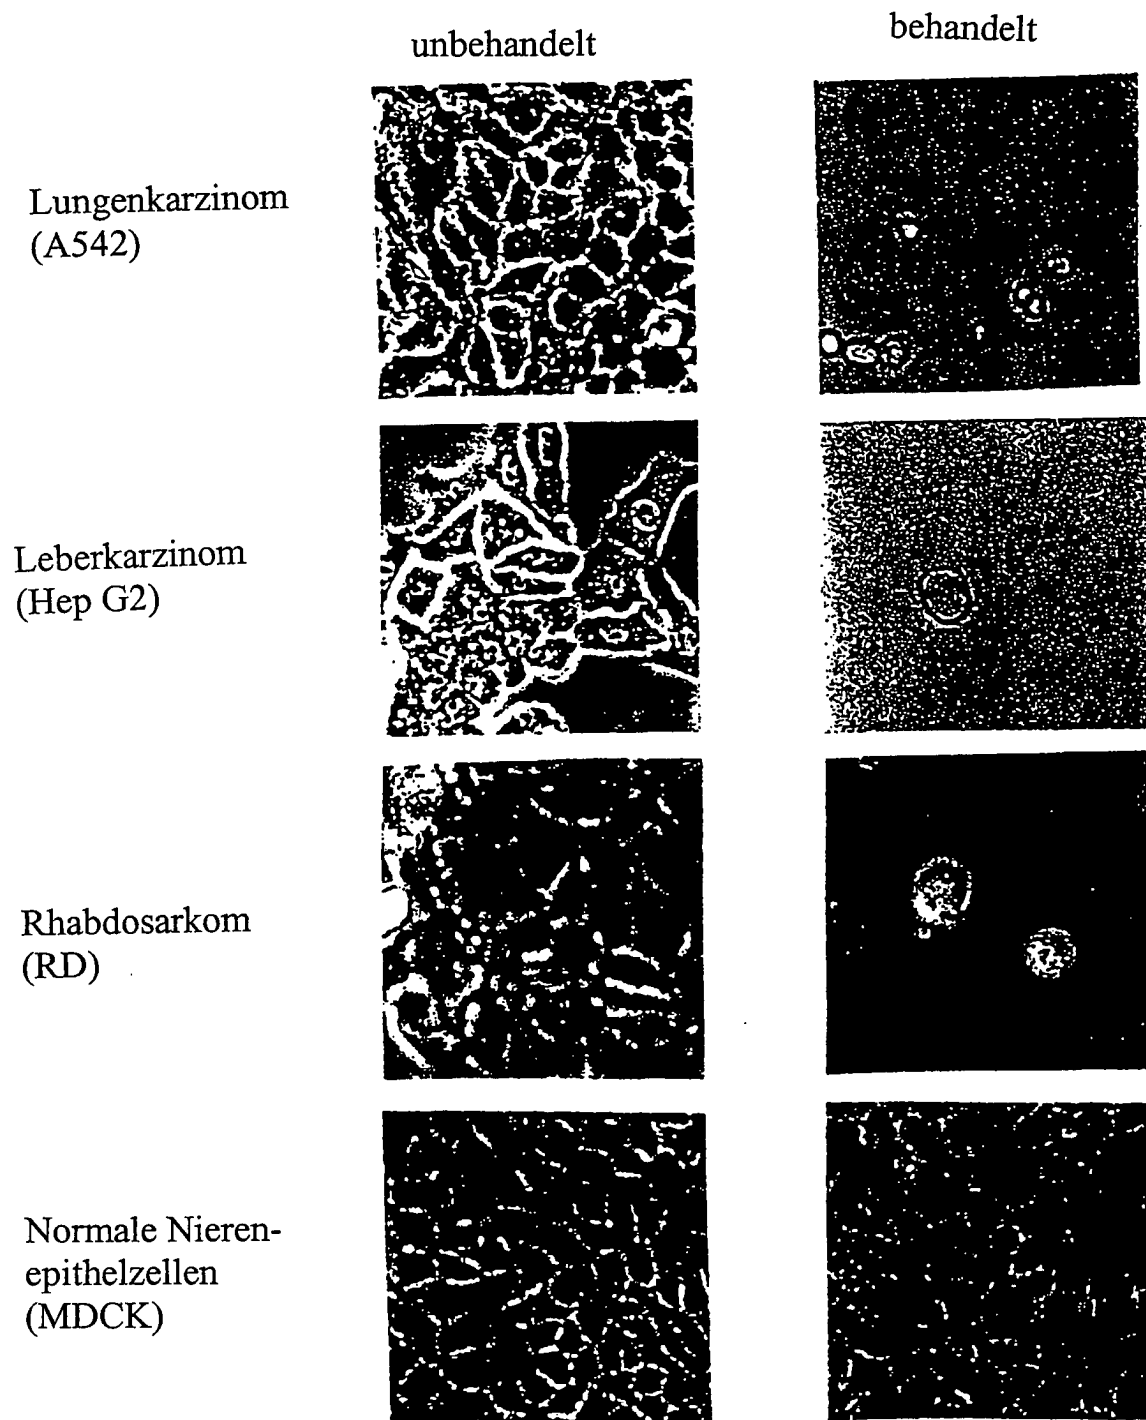 unbehandelt
behandelt
Lungenkarzinom
(A542)
Leberkarzinom
(Hep G2)
Rhabdosarkom
(RD)
Normale Nieren-
epithelzellen
(MDCK)